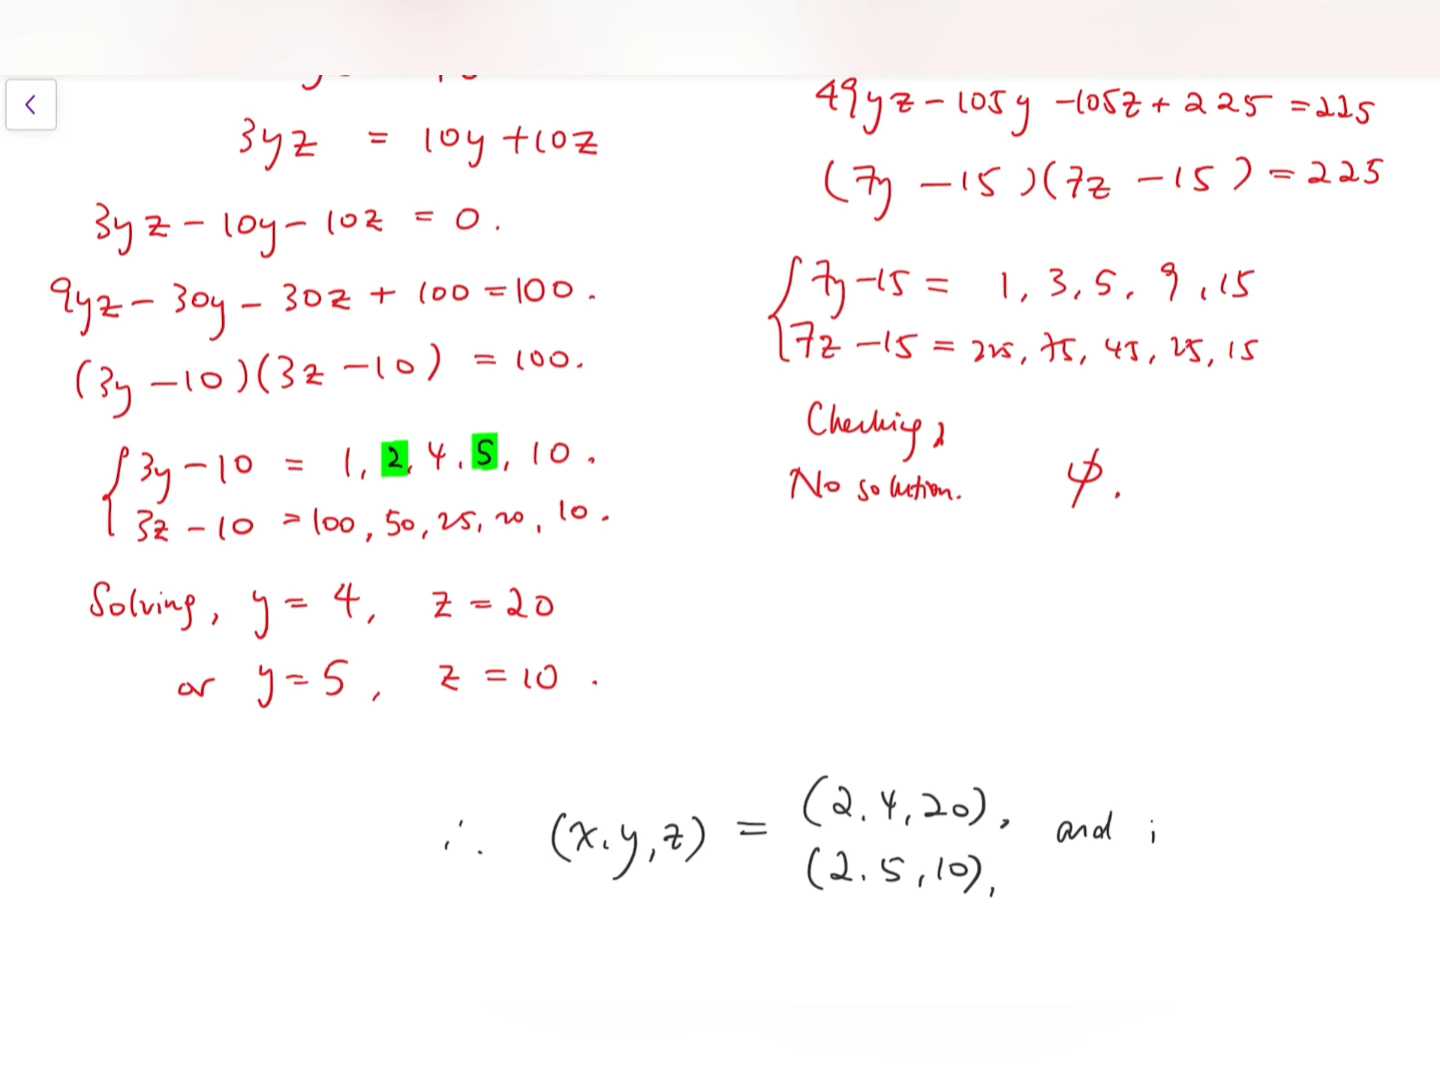 3yz = 10y +10z
3yz - 10y - 10z = 0.
9yz - 30y - 30z + 100 = 100.
(3y - 10)(3z - 10) = 100.
3y - 10 = 1, 2, 4, 5, 10.
3z - 10 = 100, 50, 25, 20, 10.
Solving, y = 4, z = 20
or y = 5, z = 10.
49yz - 105y - 105z + 225 = 225
(7y - 15)(7z - 15) = 225
7y - 15 = 1, 3, 5, 9, 15
7z - 15 = 225, 75, 45, 25, 15
Checking,
No solution. φ.
∴ (x, y, z) = (2, 4, 20), and ;
(2, 5, 10),